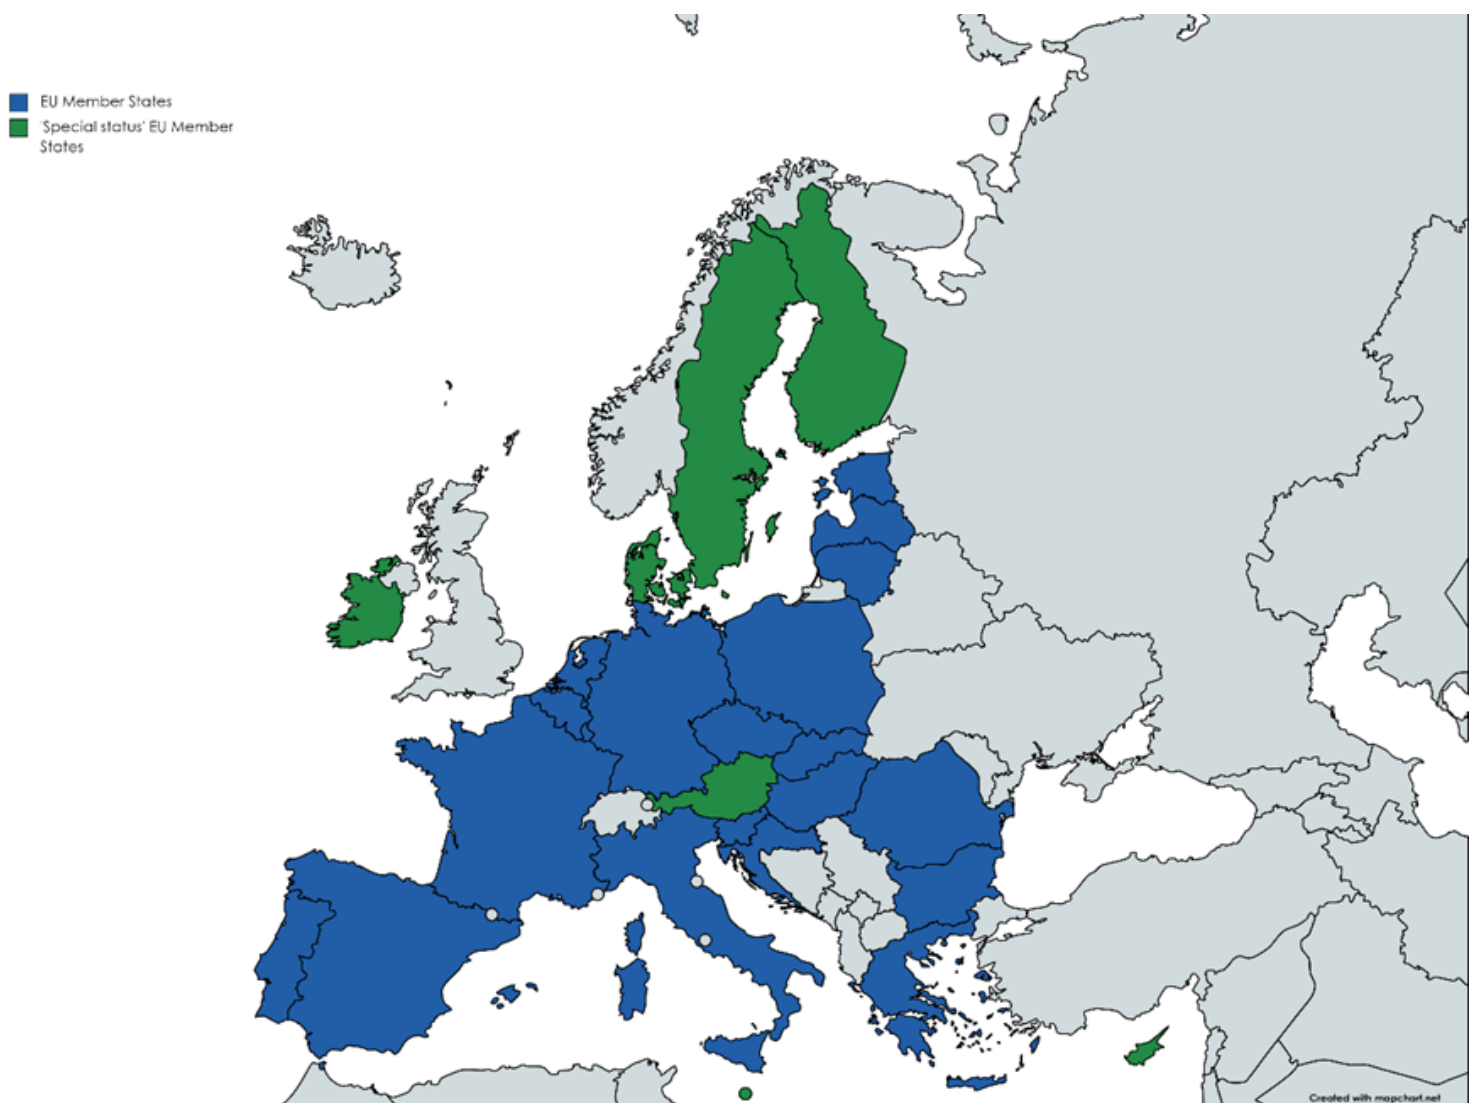 EU Member States
'Special status' EU Member
States
Created with mapchart.net